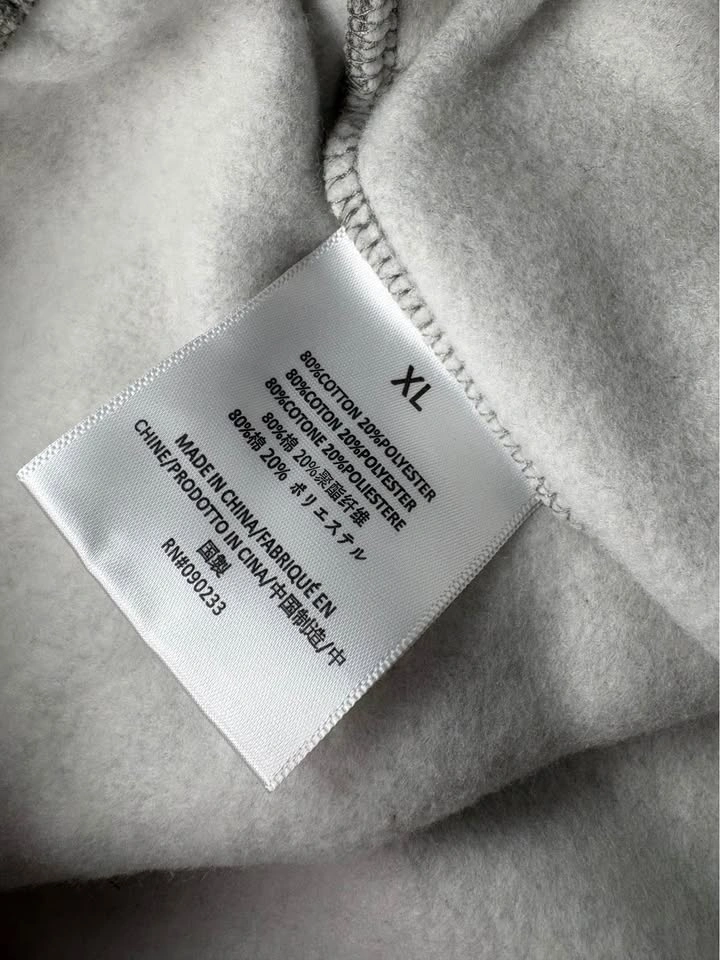 XL
80%COTTON 20%POLYESTER
80%COTON 20%POLYESTER
80%COTONE 20%POLIESTERE
80%棉 20%聚酯纤维
80%棉 20% ポリエステル
MADE IN CHINA/FABRIQUÉ EN
CHINE/PRODOTTO IN CINA/中国制造/中
国製
RN#090233